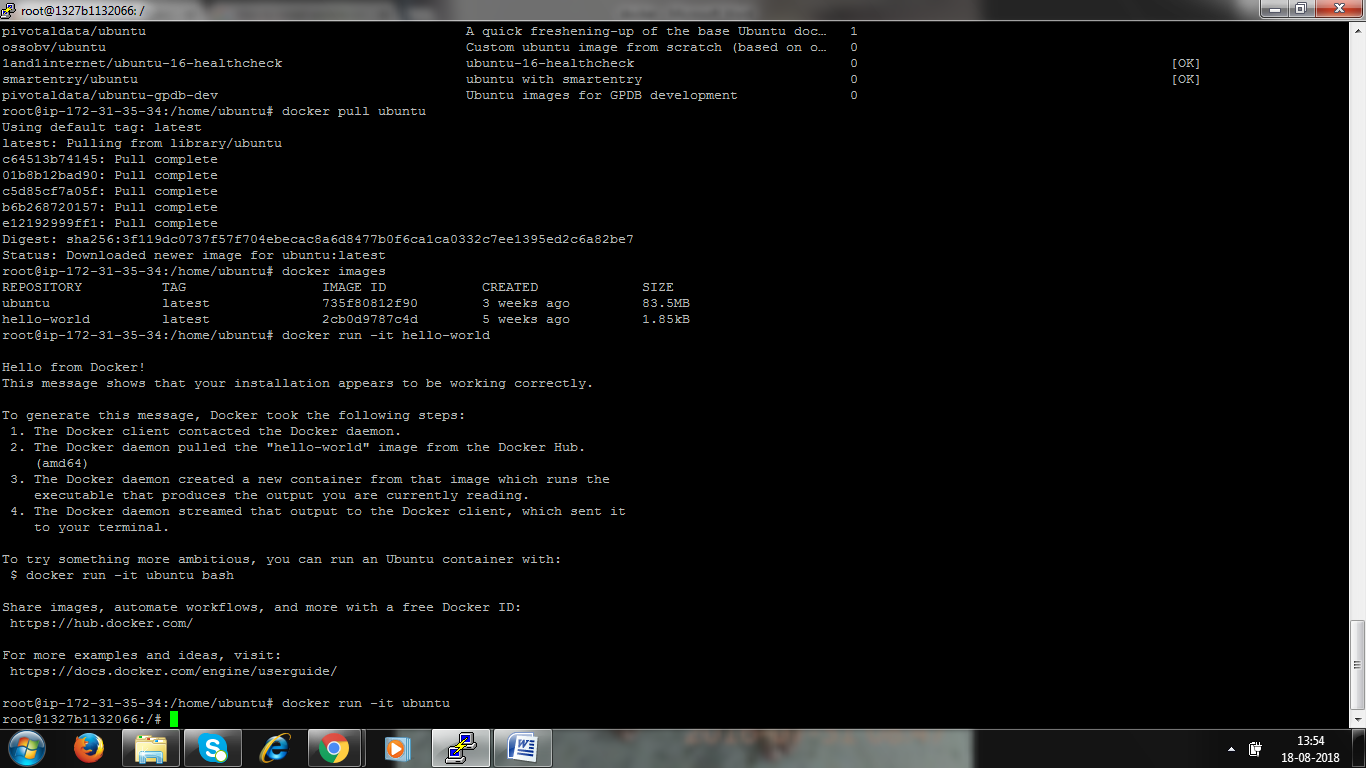 root@1327b1132066: /
pivotaldata/ubuntu A quick freshening-up of the base Ubuntu doc… 1
ossobv/ubuntu Custom ubuntu image from scratch (based on o… 0
1and1internet/ubuntu-16-healthcheck ubuntu-16-healthcheck 0 [OK]
smartentry/ubuntu ubuntu with smartentry 0 [OK]
pivotaldata/ubuntu-gpdb-dev Ubuntu images for GPDB development 0
root@ip-172-31-35-34:/home/ubuntu# docker pull ubuntu
Using default tag: latest
latest: Pulling from library/ubuntu
c64513b74145: Pull complete
01b8b12bad90: Pull complete
c5d85cf7a05f: Pull complete
b6b268720157: Pull complete
e12192999ff1: Pull complete
Digest: sha256:3f119dc0737f57f704ebecac8a6d8477b0f6ca1ca0332c7ee1395ed2c6a82be7
Status: Downloaded newer image for ubuntu:latest
root@ip-172-31-35-34:/home/ubuntu# docker images
REPOSITORY TAG IMAGE ID CREATED SIZE
ubuntu latest 735f80812f90 3 weeks ago 83.5MB
hello-world latest 2cb0d9787c4d 5 weeks ago 1.85kB
root@ip-172-31-35-34:/home/ubuntu# docker run -it hello-world
Hello from Docker!
This message shows that your installation appears to be working correctly.
To generate this message, Docker took the following steps:
1. The Docker client contacted the Docker daemon.
2. The Docker daemon pulled the "hello-world" image from the Docker Hub.
(amd64)
3. The Docker daemon created a new container from that image which runs the
executable that produces the output you are currently reading.
4. The Docker daemon streamed that output to the Docker client, which sent it
to your terminal.
To try something more ambitious, you can run an Ubuntu container with:
$ docker run -it ubuntu bash
Share images, automate workflows, and more with a free Docker ID:
https://hub.docker.com/
For more examples and ideas, visit:
https://docs.docker.com/engine/userguide/
root@ip-172-31-35-34:/home/ubuntu# docker run -it ubuntu
root@1327b1132066:/#
13:54
18-08-2018